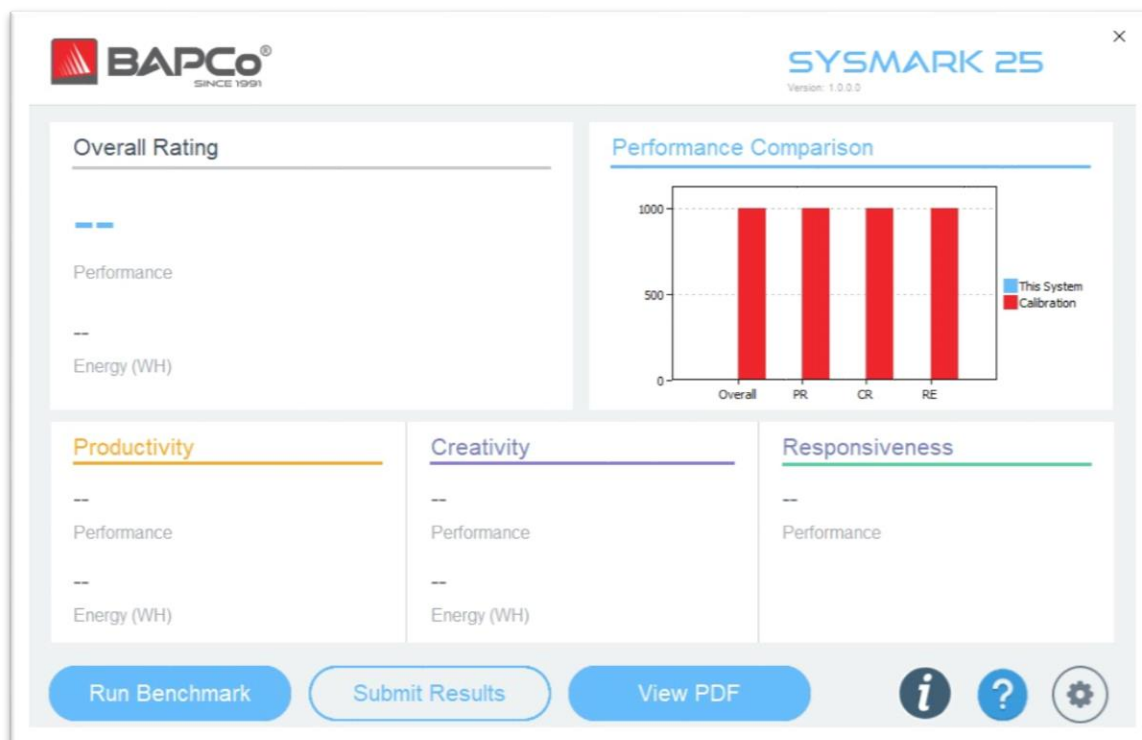 BAPCo®
SINCE 1991
SYSMARK 25
Version: 1.0.0.0
Overall Rating
--
Performance
--
Energy (WH)
Performance Comparison
1000
500
0
Overall PR CR RE
This System
Calibration
Productivity
--
Performance
--
Energy (WH)
Creativity
--
Performance
--
Energy (WH)
Responsiveness
--
Performance
Run Benchmark Submit Results View PDF i ?